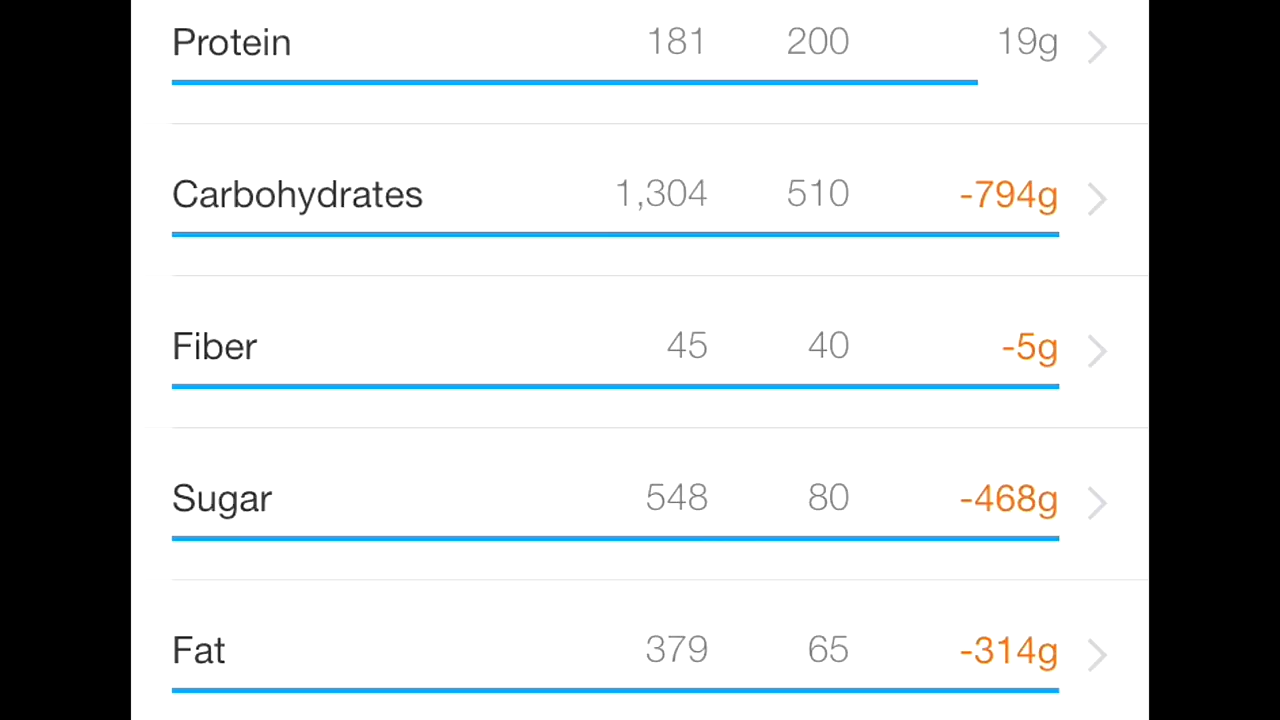 Protein 181 200 19g
Carbohydrates 1,304 510 -794g
Fiber 45 40 -5g
Sugar 548 80 -468g
Fat 379 65 -314g